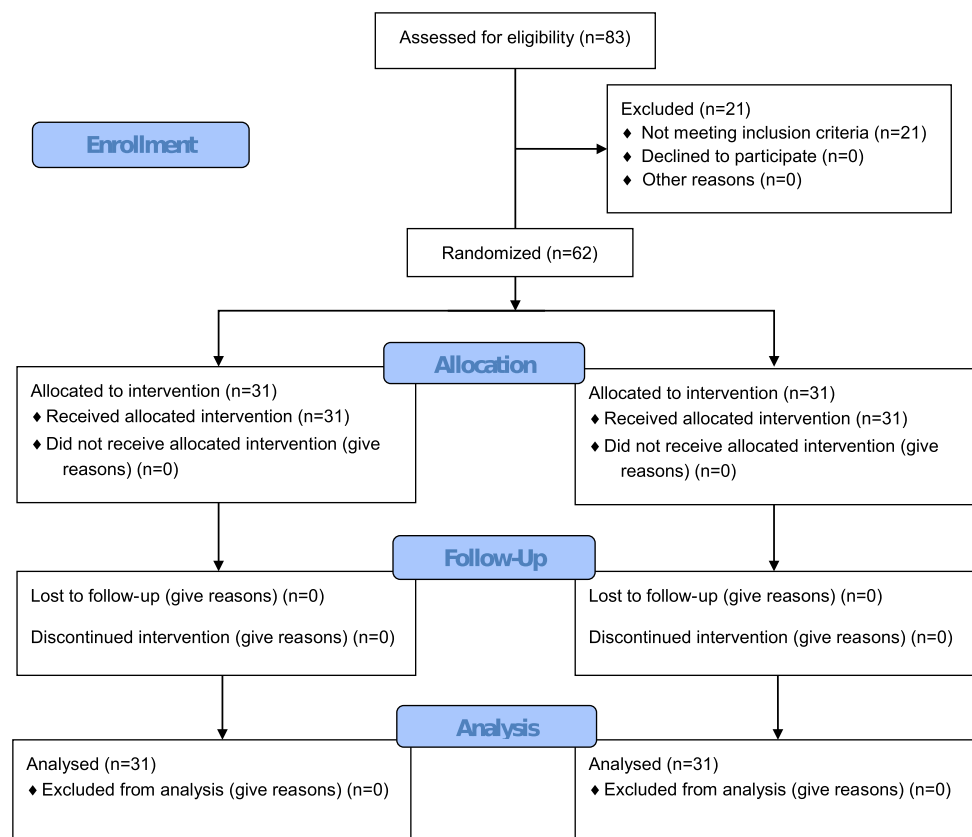 Assessed for eligibility (n=83)
Excluded (n=21)
♦ Not meeting inclusion criteria (n=21)
♦ Declined to participate (n=0)
♦ Other reasons (n=0)
Enrollment
Randomized (n=62)
Allocation
Allocated to intervention (n=31)
♦ Received allocated intervention (n=31)
♦ Did not receive allocated intervention (give
reasons) (n=0)
Allocated to intervention (n=31)
♦ Received allocated intervention (n=31)
♦ Did not receive allocated intervention (give
reasons) (n=0)
Follow-Up
Lost to follow-up (give reasons) (n=0)
Discontinued intervention (give reasons) (n=0)
Lost to follow-up (give reasons) (n=0)
Discontinued intervention (give reasons) (n=0)
Analysis
Analysed (n=31)
♦ Excluded from analysis (give reasons) (n=0)
Analysed (n=31)
♦ Excluded from analysis (give reasons) (n=0)